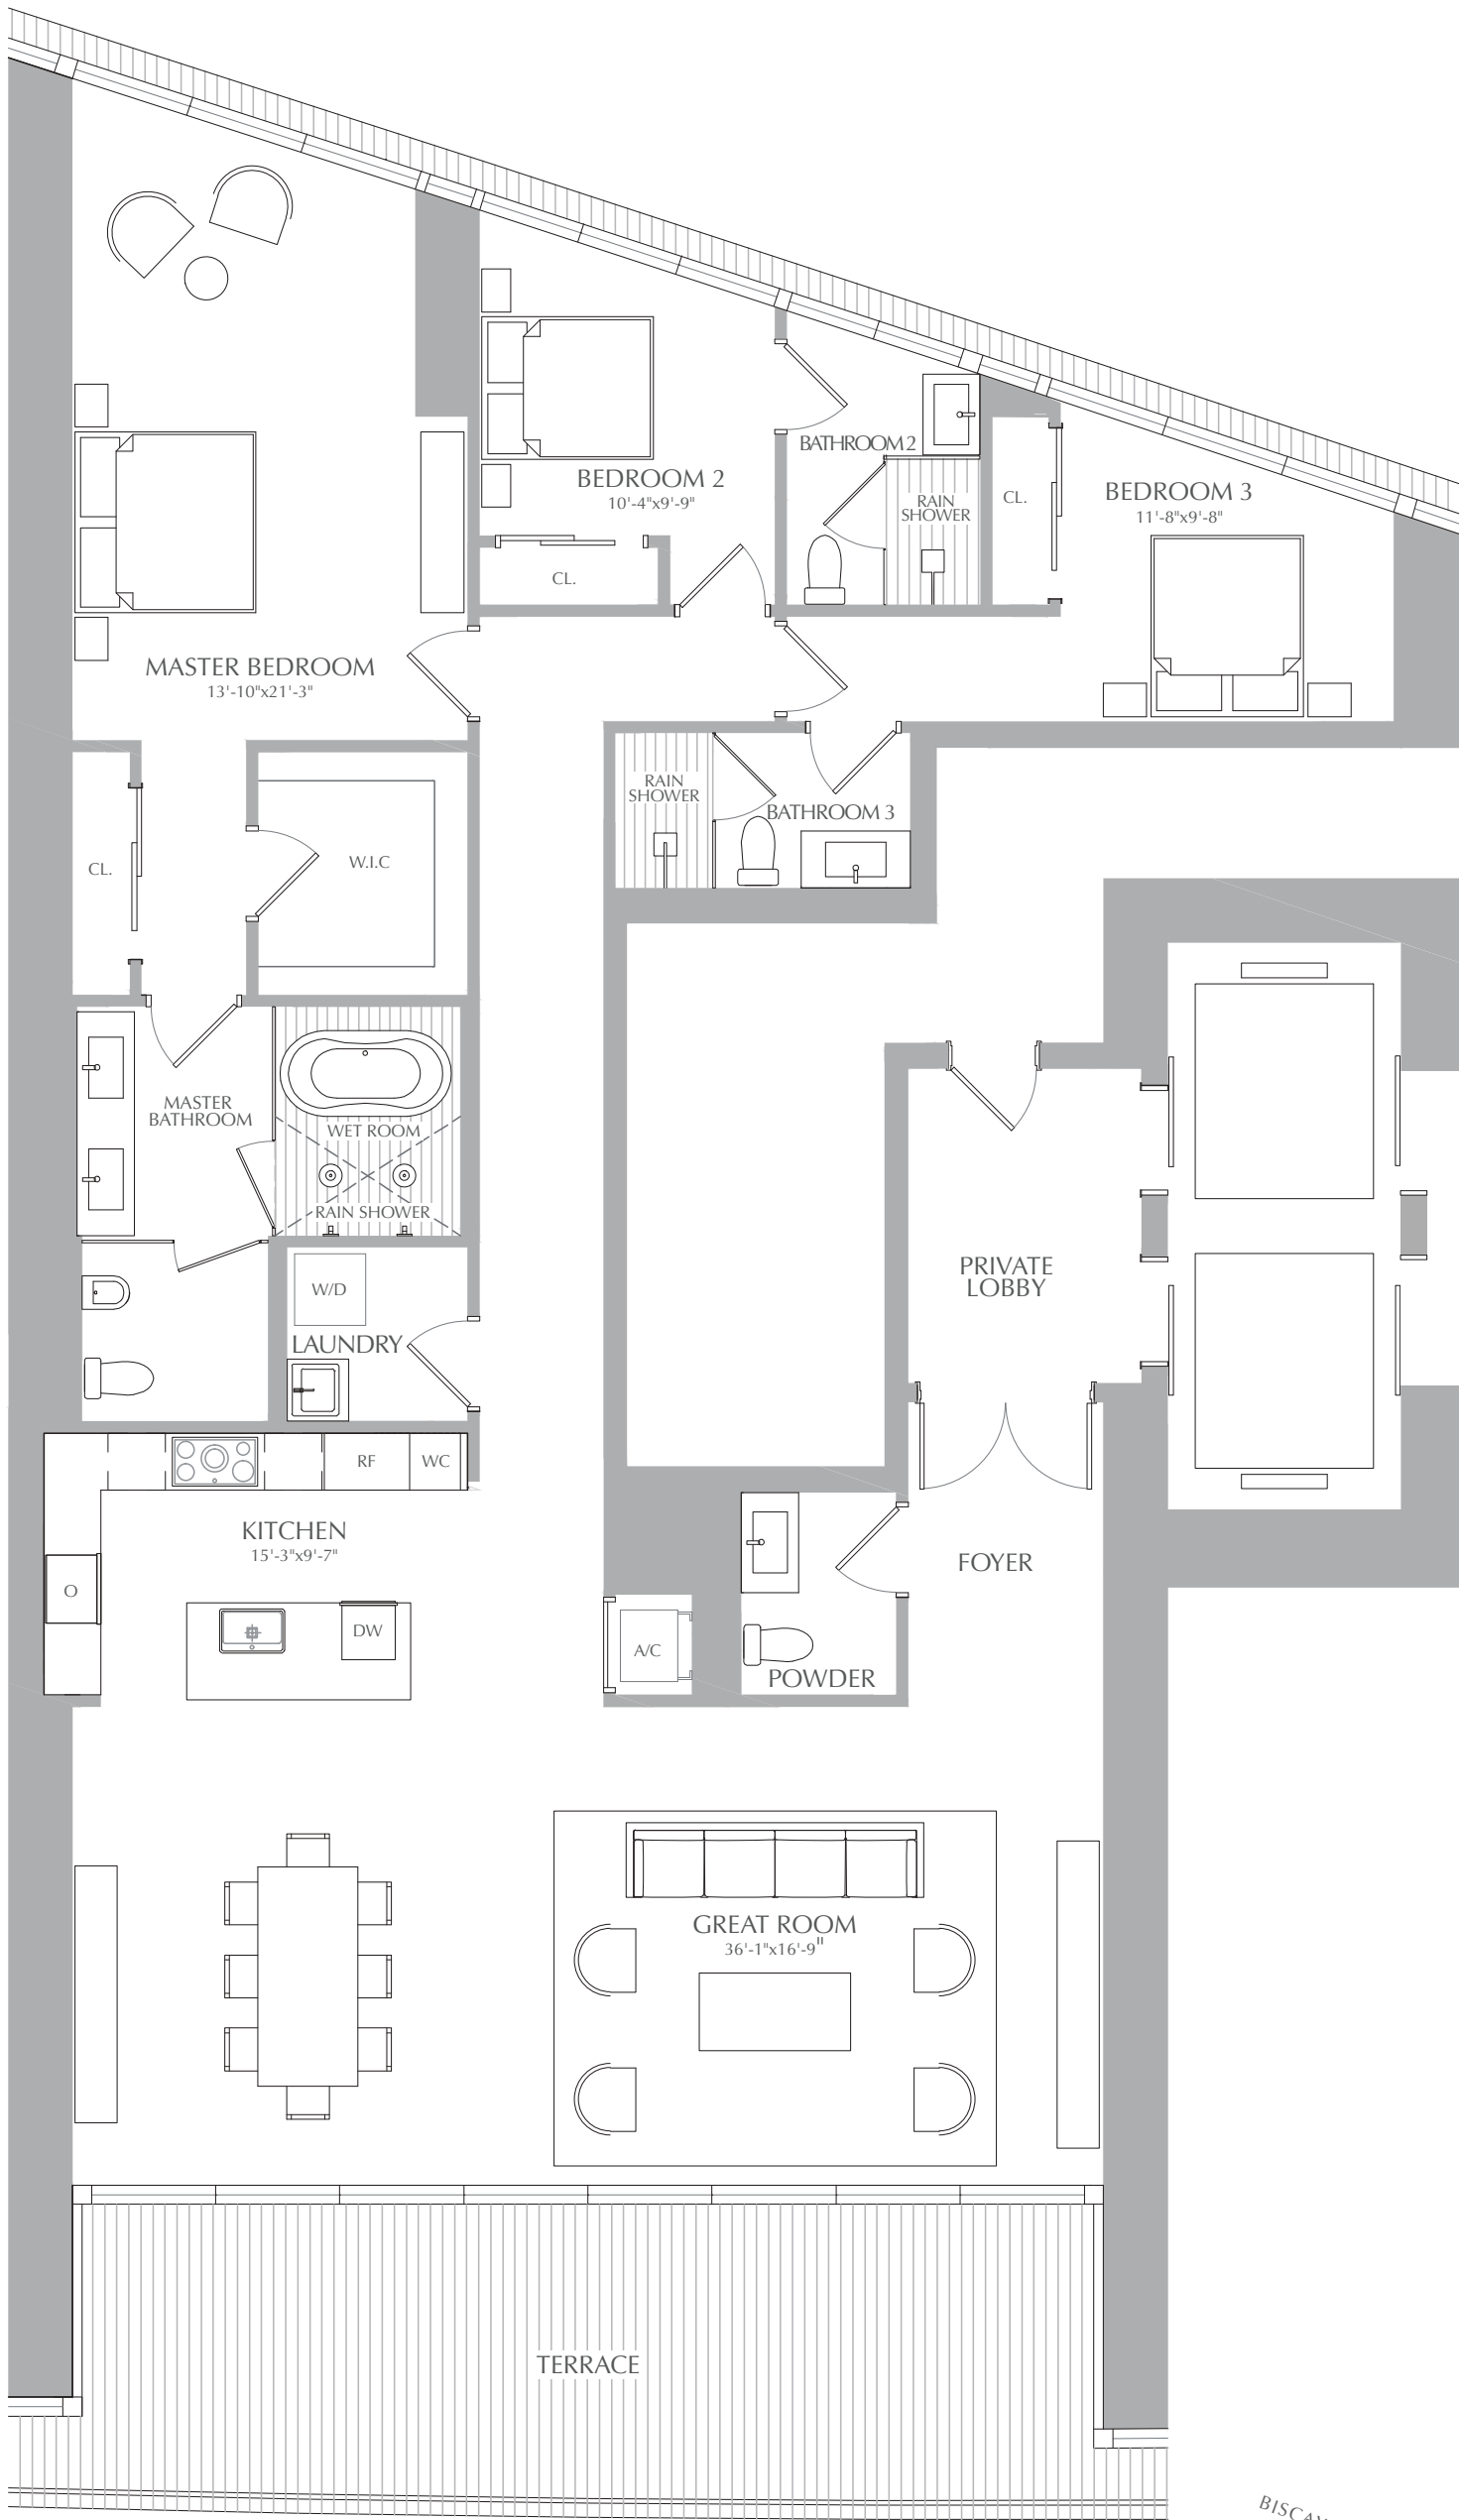 BEDROOM 2
10'-4"x9'-9"
CL.
BATHROOM 2
RAIN
SHOWER
CL.
BEDROOM 3
11'-8"x9'-8"
MASTER BEDROOM
13'-10"x21'-3"
CL.
W.I.C
RAIN
SHOWER
BATHROOM 3
MASTER
BATHROOM
WET ROOM
RAIN SHOWER
W/D
LAUNDRY
PRIVATE
LOBBY
RF
WC
KITCHEN
15'-3"x9'-7"
O
DW
A/C
POWDER
FOYER
GREAT ROOM
36'-1"x16'-9"
TERRACE